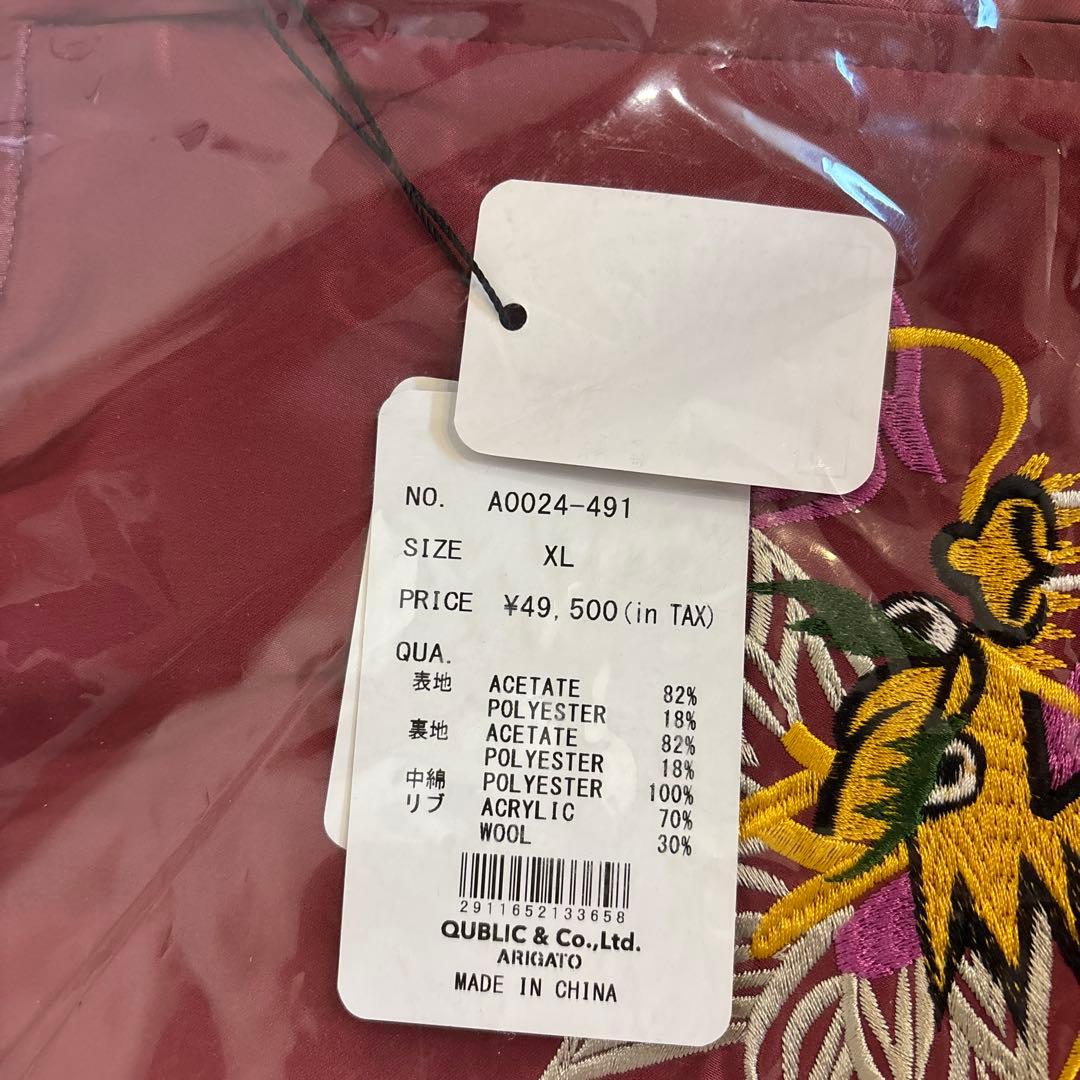 NO. A0024-491
SIZE XL
PRICE ¥49,500(in TAX)
QUA.
表地 ACETATE 82%
POLYESTER 18%
裏地 ACETATE 82%
POLYESTER 18%
中綿 POLYESTER 100%
リブ ACRYLIC 70%
WOOL 30%
2911652133658
QUBLIC & Co.,Ltd.
ARIGATO
MADE IN CHINA